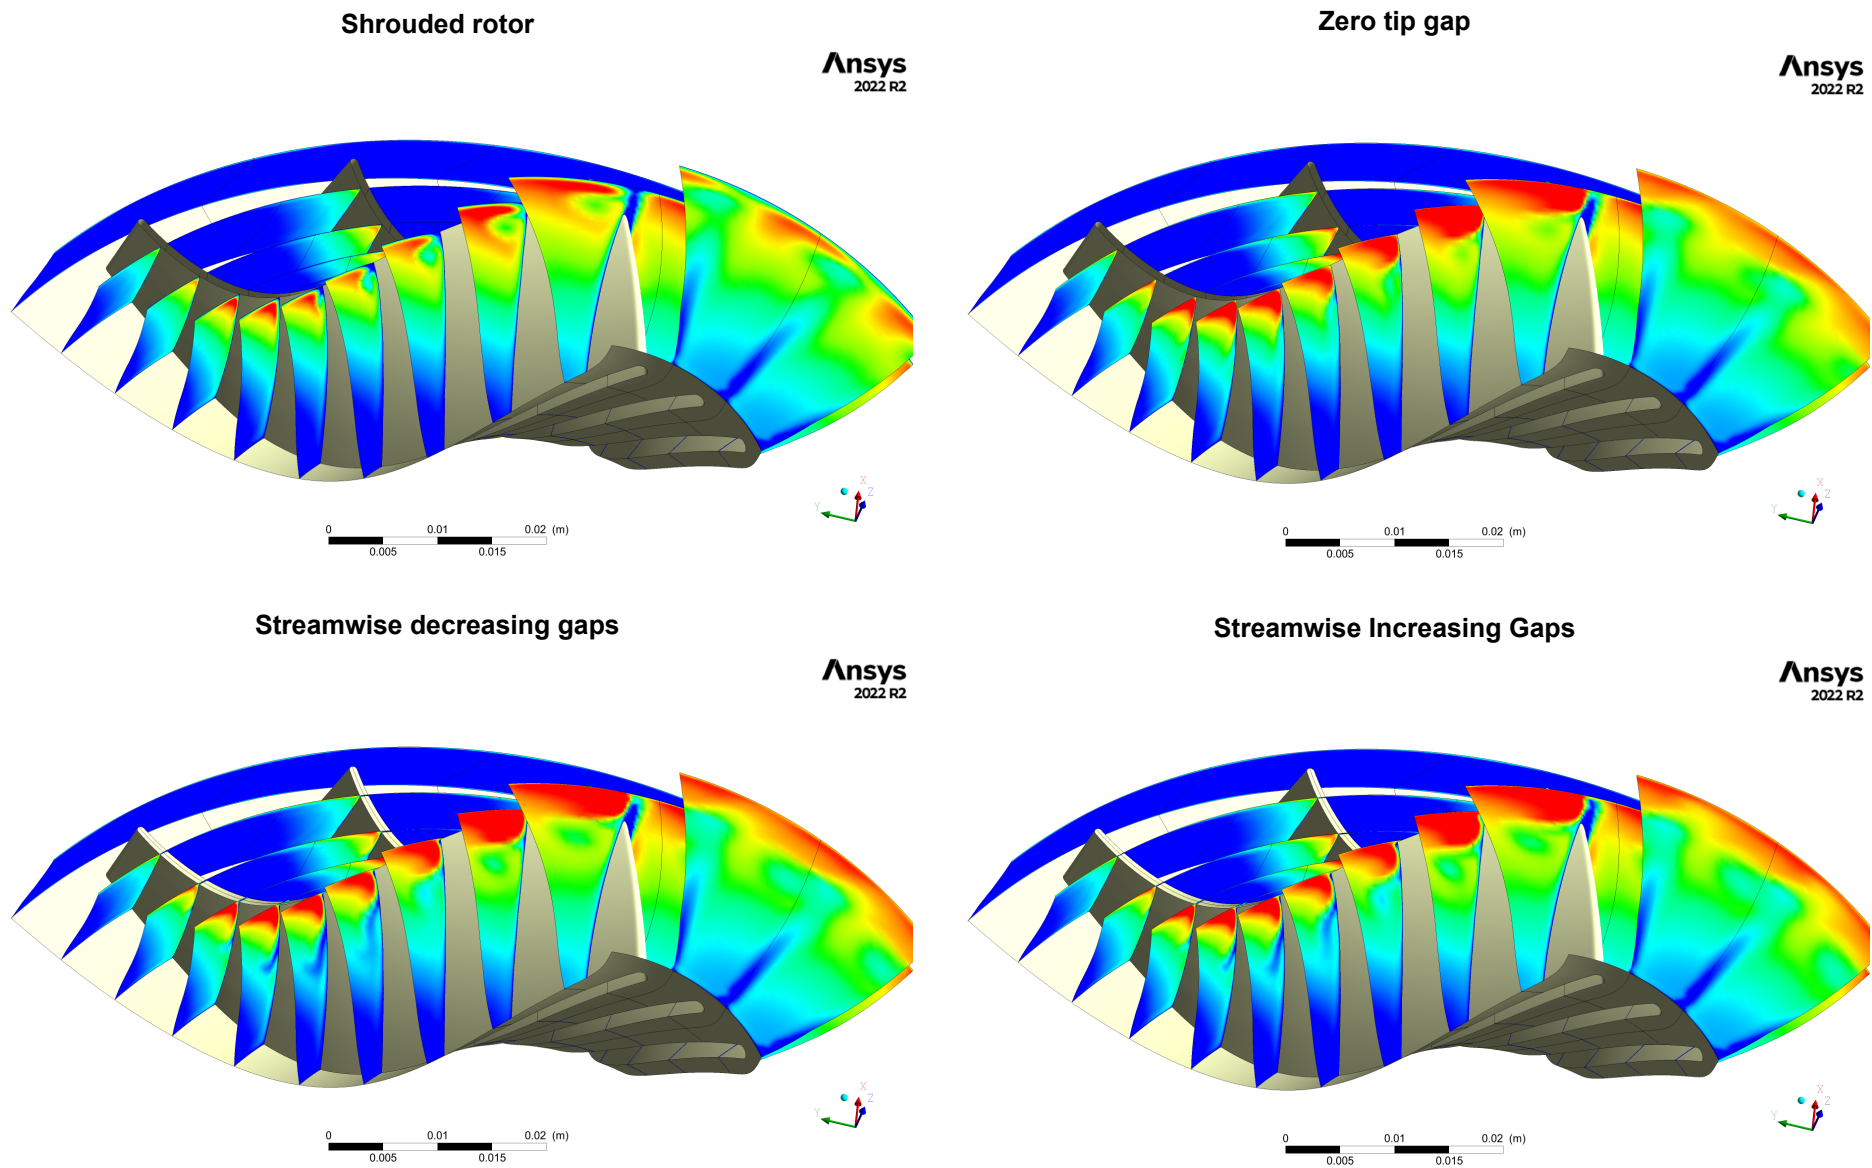 Shrouded rotor
Ansys
2022 R2
X
Y
Z
0 0.01 0.02 (m)
0.005 0.015
Zero tip gap
Ansys
2022 R2
X
Y
Z
0 0.01 0.02 (m)
0.005 0.015
Streamwise decreasing gaps
Ansys
2022 R2
X
Y
Z
0 0.01 0.02 (m)
0.005 0.015
Streamwise Increasing Gaps
Ansys
2022 R2
X
Y
Z
0 0.01 0.02 (m)
0.005 0.015